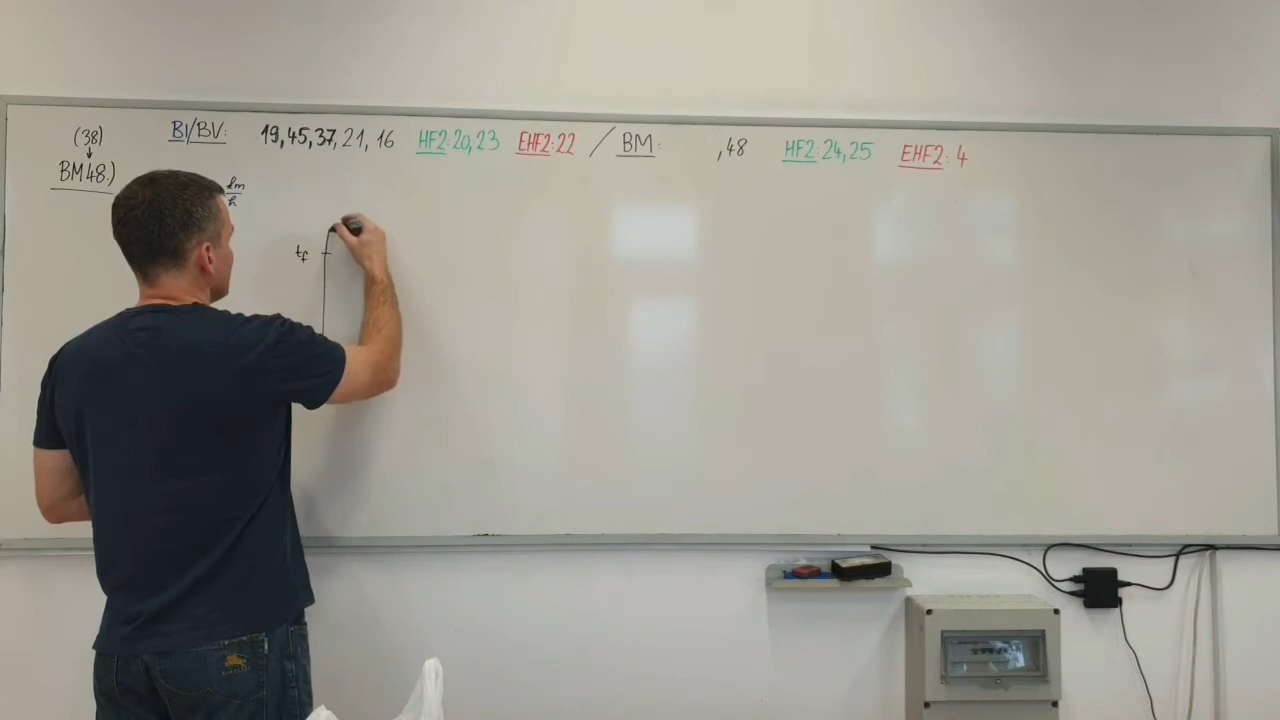 (38) BI/BV: 19,45,37,21,16 HF2:20,23 EHF2:22 / BM: ,48 HF2:24,25 EHF2:4
BM48.)
km
h
tf